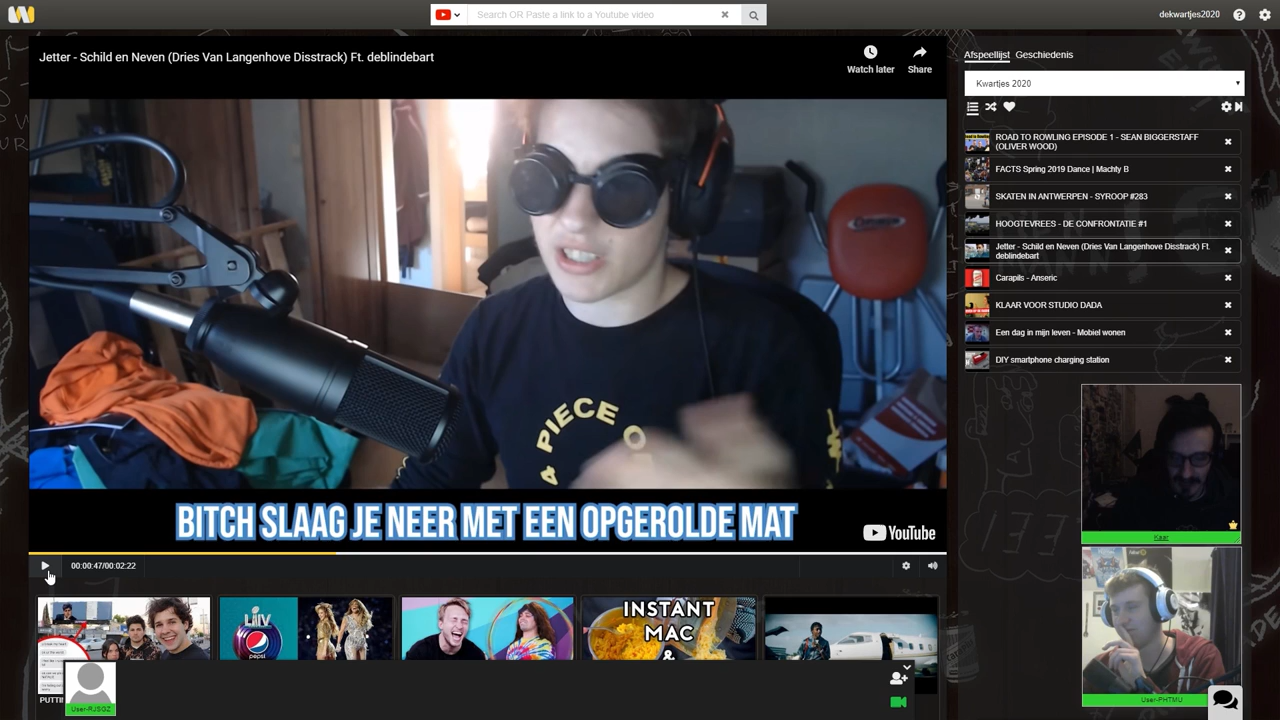 Search OR Paste a link to a Youtube video
dekwartjes2020
Jetter - Schild en Neven (Dries Van Langenhove Disstrack) Ft. deblindebart
Watch later
Share
A PIECE O
BITCH SLAAG JE NEER MET EEN OPGEROLDE MAT
YouTube
00:00:47/00:02:22
LIIV
pepsi
INSTANT
MAC
&
PUTTI
User-RJSGZ
Afspeellijst
Geschiedenis
Kwartjes 2020
ROAD TO ROWLING EPISODE 1 - SEAN BIGGERSTAFF
(OLIVER WOOD)
FACTS Spring 2019 Dance | Machty B
SKATEN IN ANTWERPEN - SYROOP #283
HOOGTEVREES - DE CONFRONTATIE #1
Jetter - Schild en Neven (Dries Van Langenhove Disstrack) Ft.
deblindebart
Carapils - Anseric
KLAAR VOOR STUDIO DADA
Een dag in mijn leven - Mobiel wonen
DIY smartphone charging station
Kaar
User-PHTMU